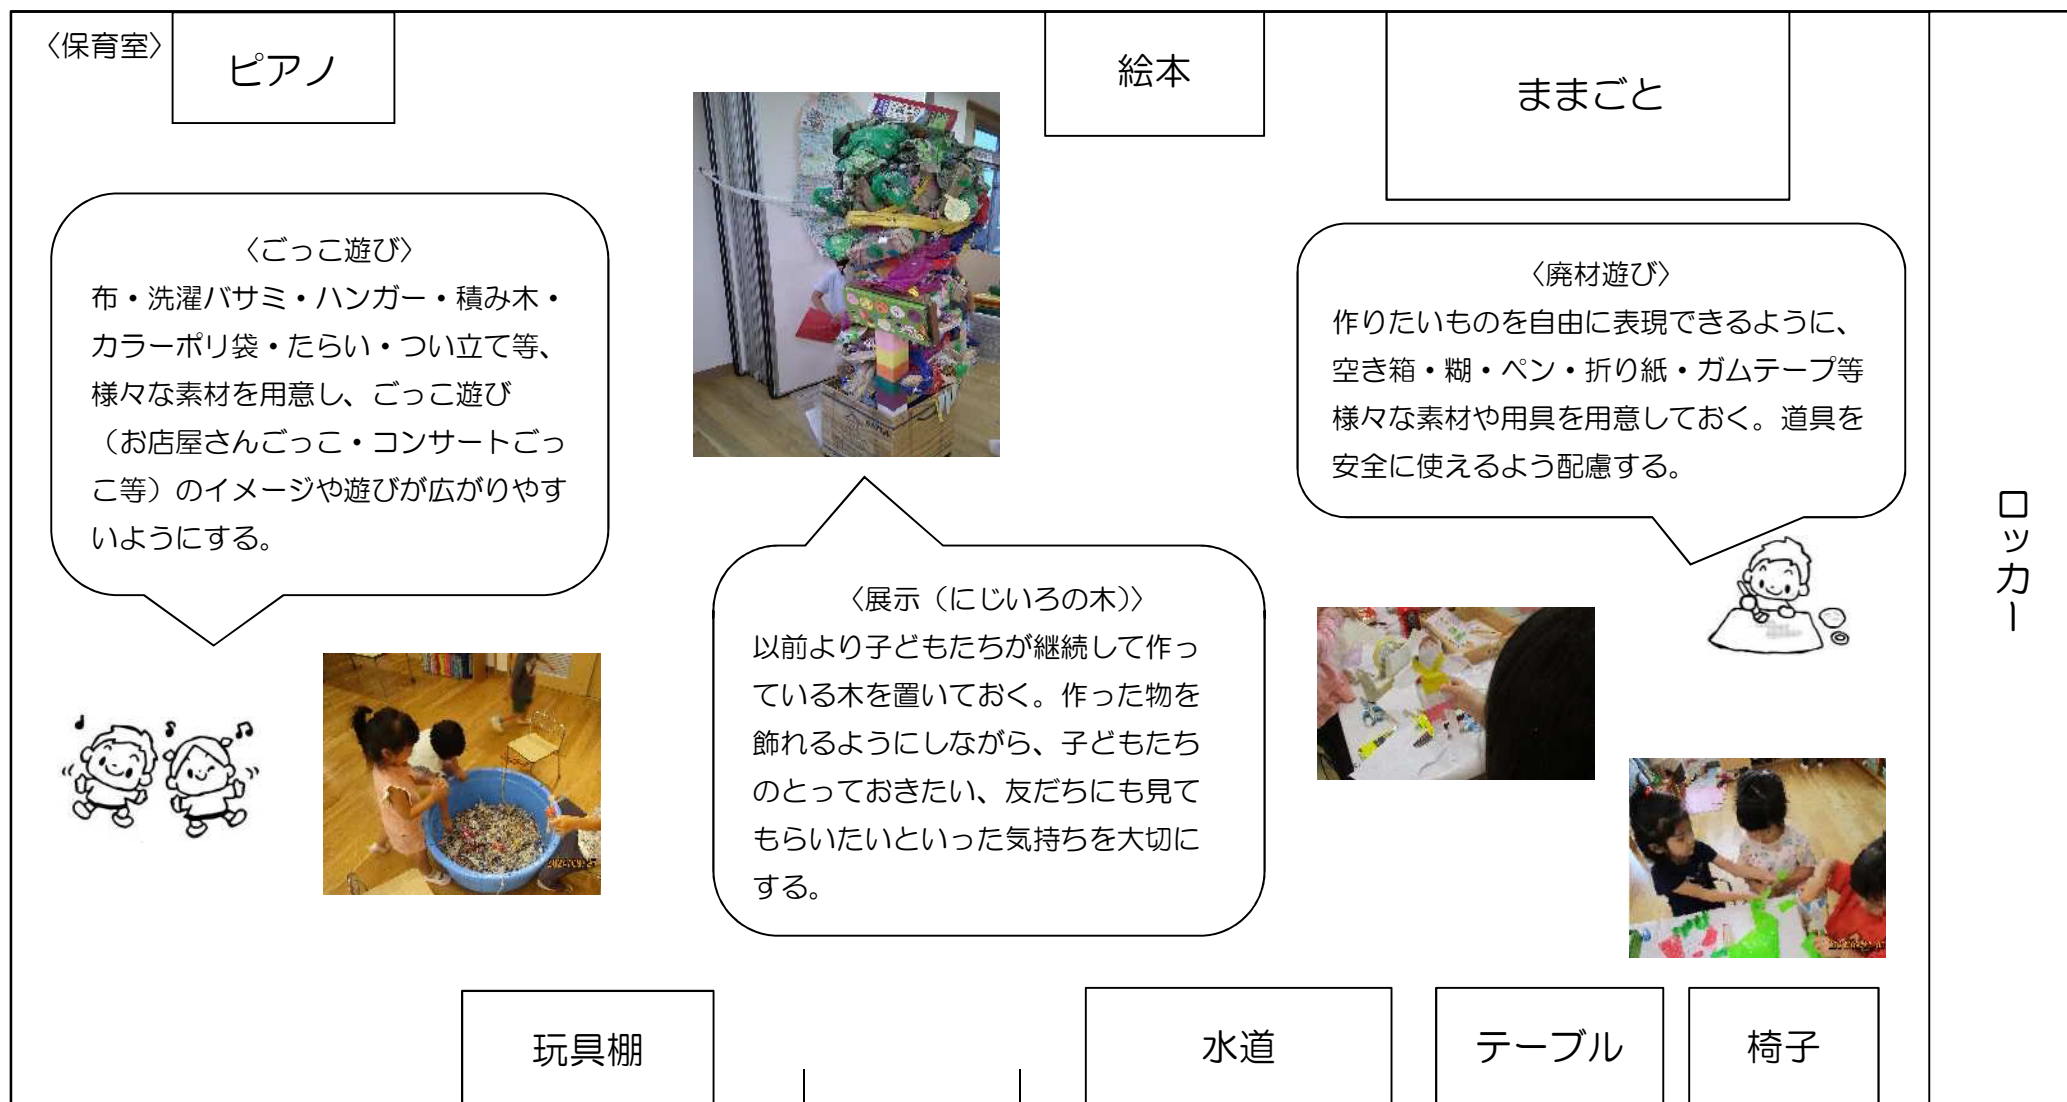 〈保育室〉
ピアノ
絵本
ままごと
〈ごっこ遊び〉
布・洗濯バサミ・ハンガー・積み木・
カラーポリ袋・たらい・つい立て等、
様々な素材を用意し、ごっこ遊び
（お店屋さんごっこ・コンサートごっ
こ等）のイメージや遊びが広がりやす
いようにする。
〈廃材遊び〉
作りたいものを自由に表現できるように、
空き箱・糊・ペン・折り紙・ガムテープ等
様々な素材や用具を用意しておく。道具を
安全に使えるよう配慮する。
ロッカー
〈展示（にじいろの木）〉
以前より子どもたちが継続して作っ
ている木を置いておく。作った物を
飾れるようにしながら、子どもたち
のとっておきたい、友だちにも見て
もらいたいといった気持ちを大切に
する。
玩具棚
水道
テーブル
椅子